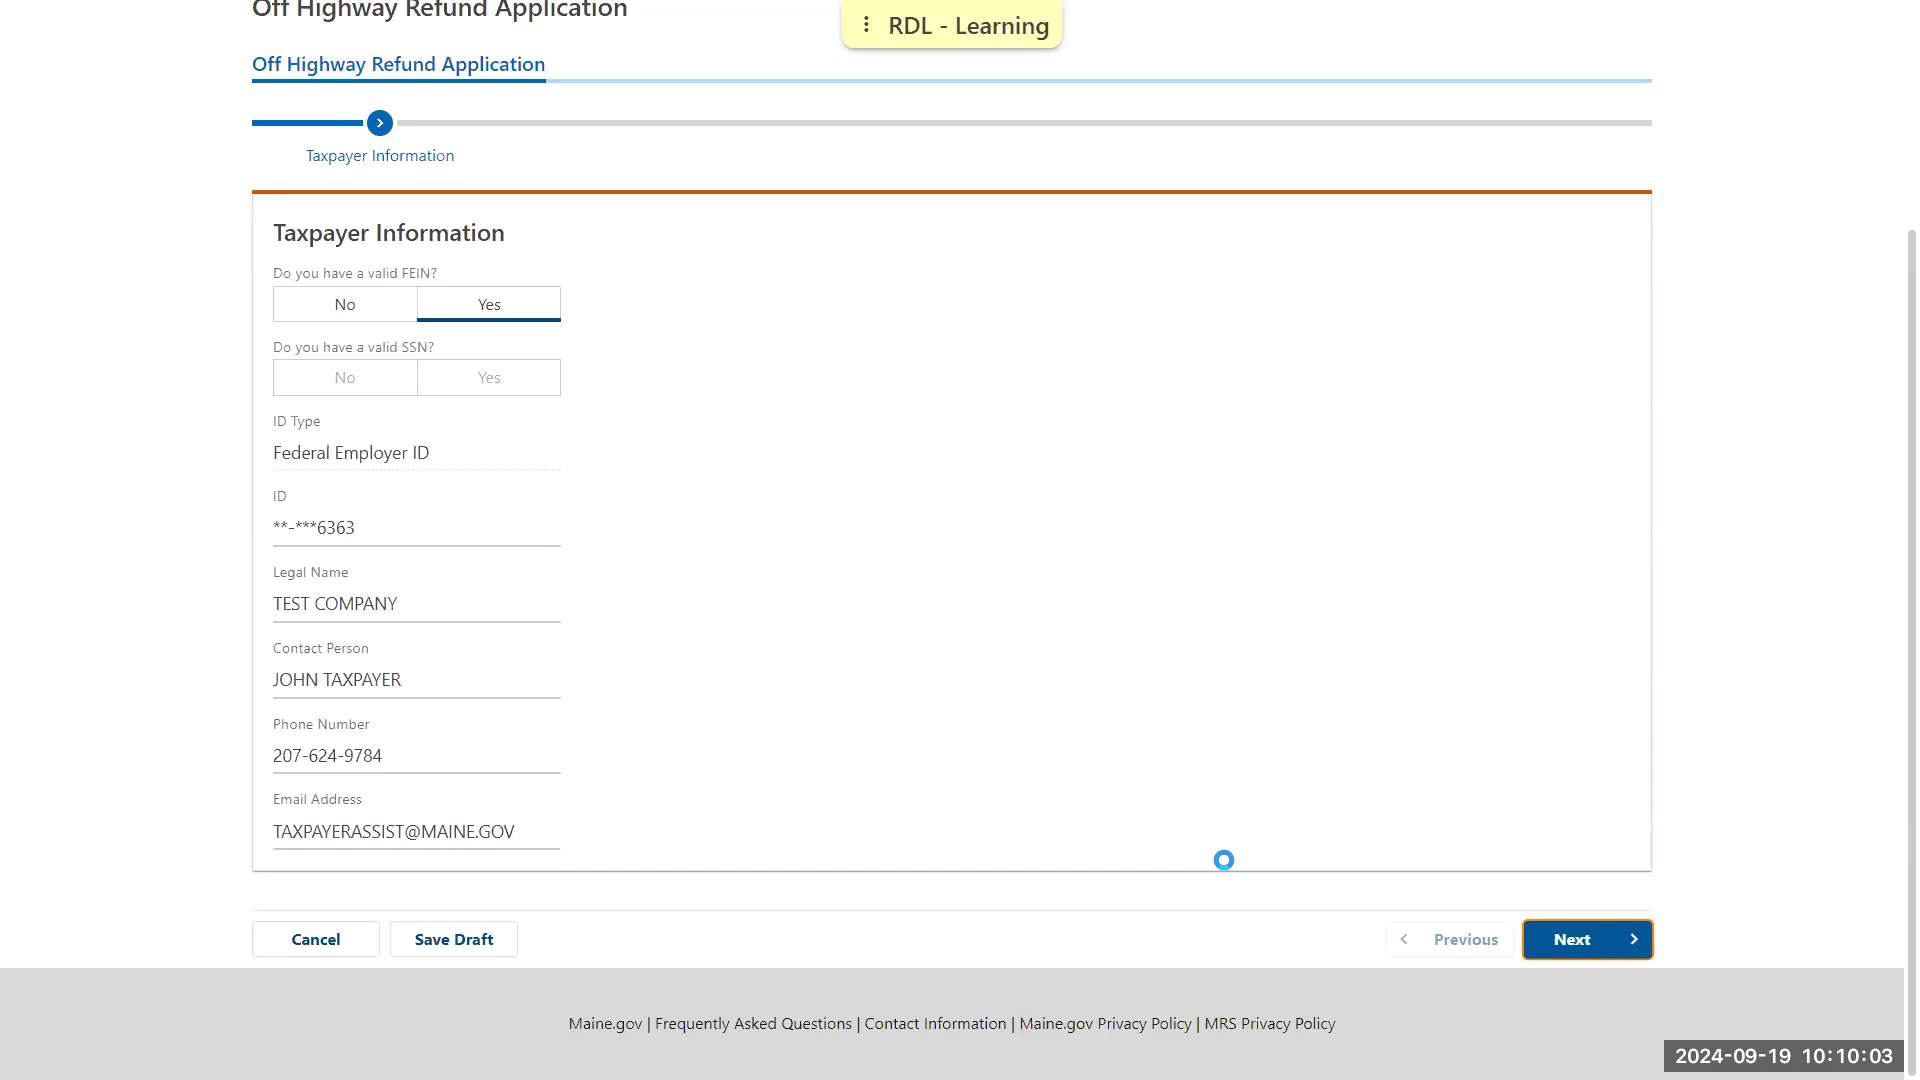 Off Highway Refund Application
RDL - Learning
Off Highway Refund Application
Taxpayer Information
Taxpayer Information
Do you have a valid FEIN?
No Yes
Do you have a valid SSN?
No Yes
ID Type
Federal Employer ID
ID
**-***6363
Legal Name
TEST COMPANY
Contact Person
JOHN TAXPAYER
Phone Number
207-624-9784
Email Address
TAXPAYERASSIST@MAINE.GOV
Cancel Save Draft Previous Next
Maine.gov | Frequently Asked Questions | Contact Information | Maine.gov Privacy Policy | MRS Privacy Policy
2024-09-19 10:10:03